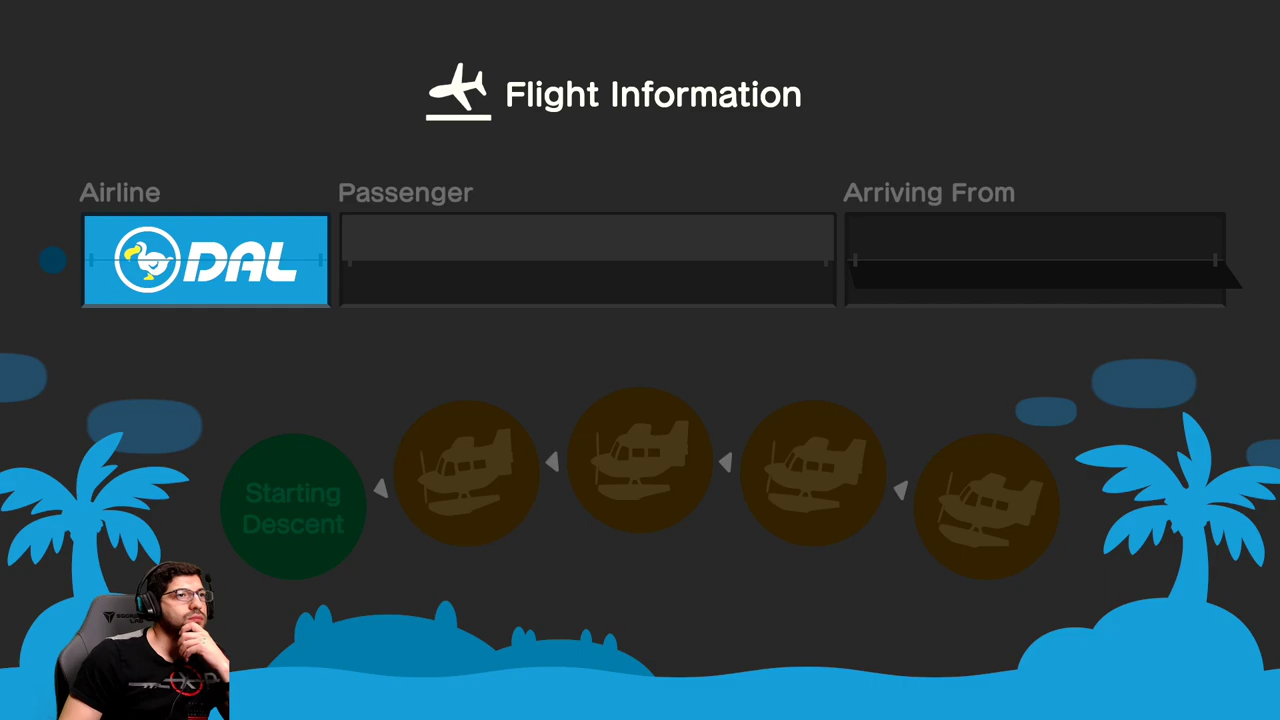 Flight Information
Airline
Passenger
Arriving From
DAL
Starting
Descent